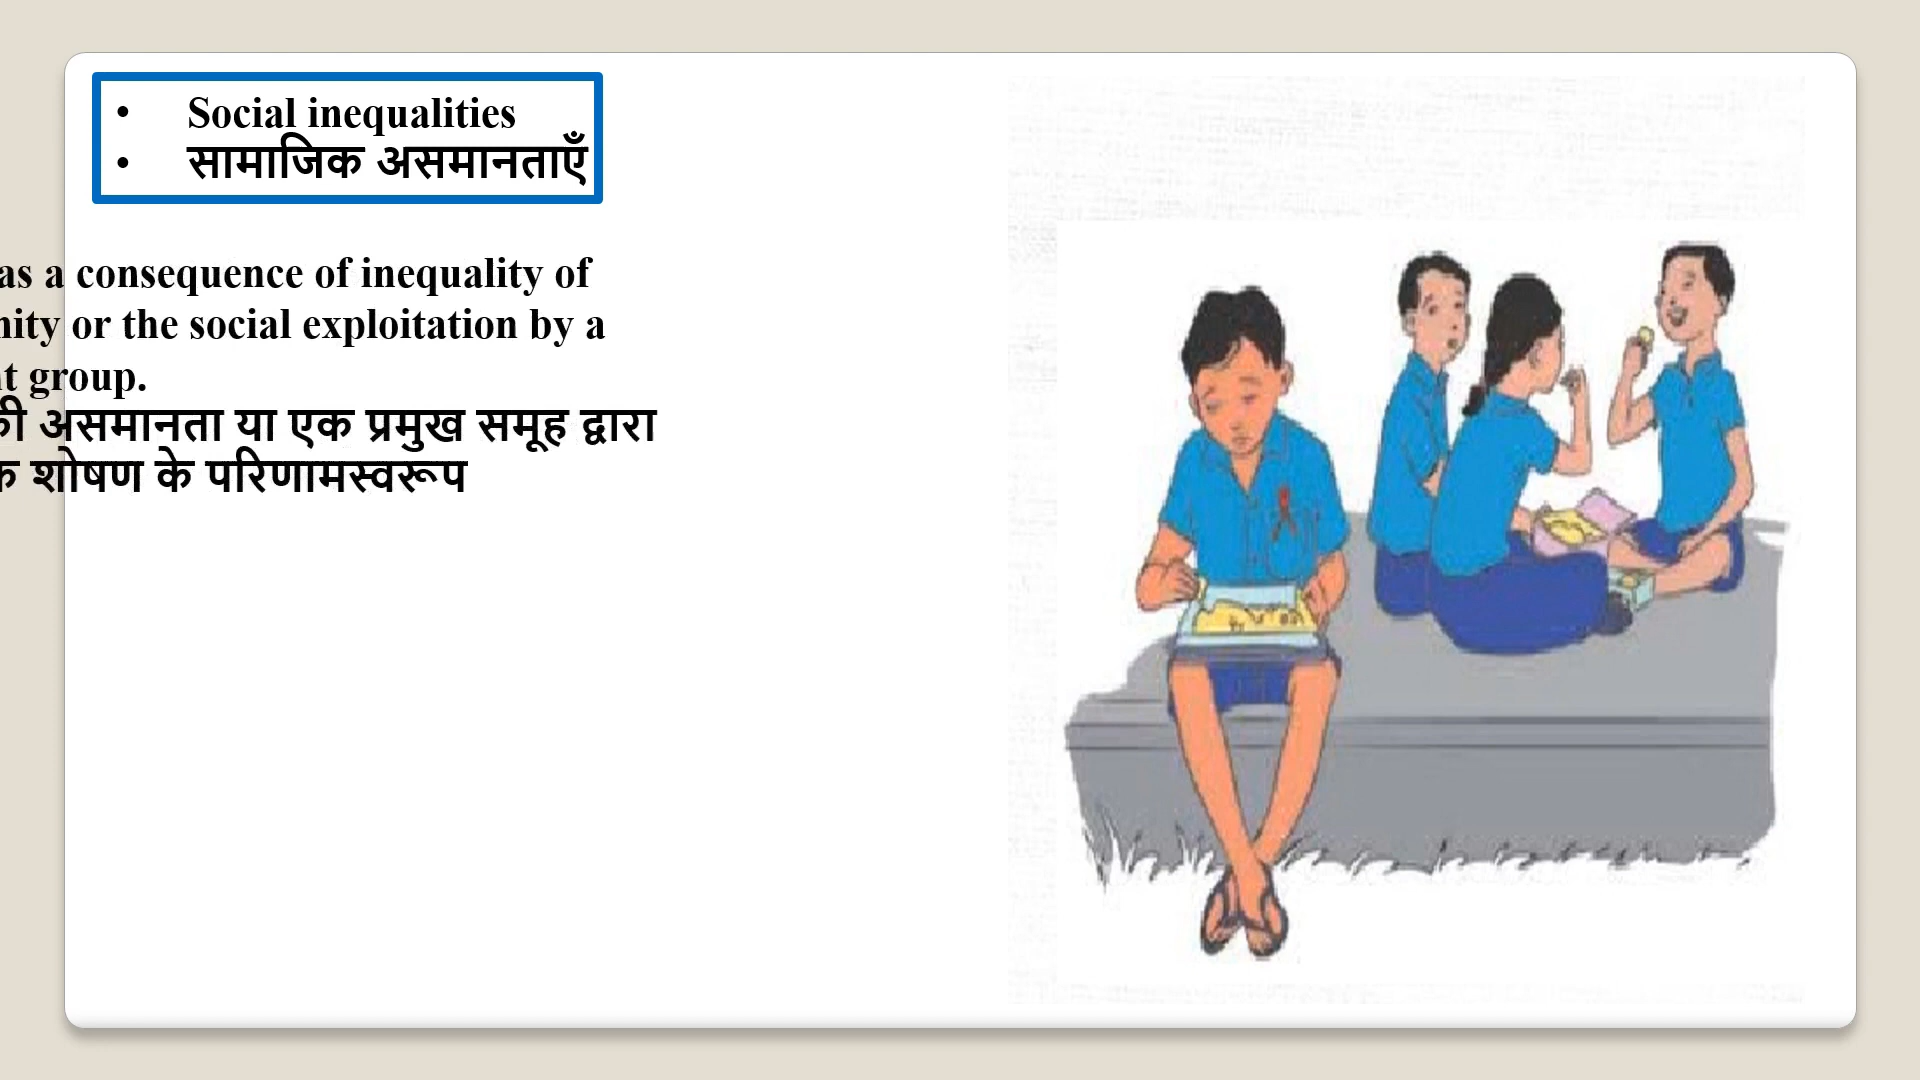 • Social inequalities
• सामाजिक असमानताएँ
as a consequence of inequality of
or the social exploitation by a
group.
की असमानता या एक प्रमुख समूह द्वारा
शोषण के परिणामस्वरूप